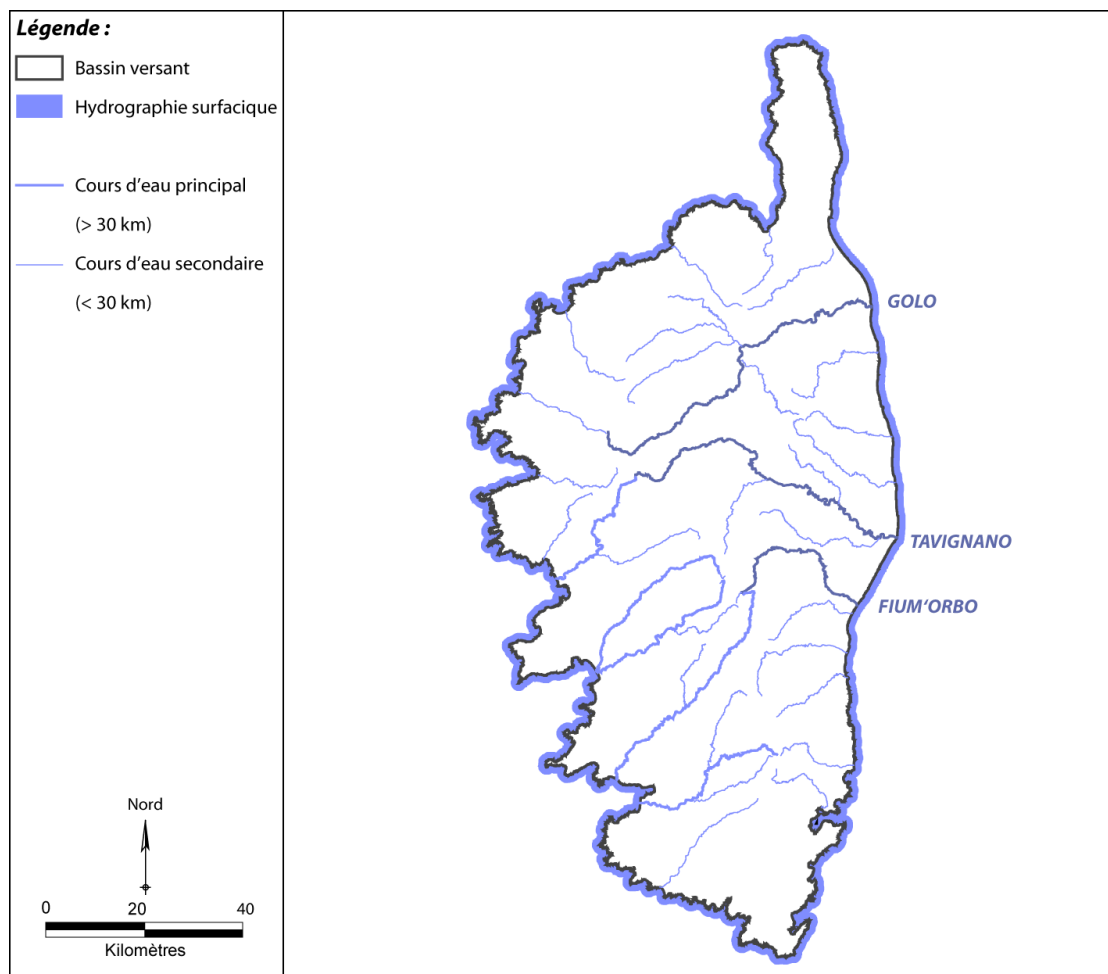 Légende :
Bassin versant
Hydrographie surfacique
Cours d'eau principal
(> 30 km)
Cours d'eau secondaire
(< 30 km)
GOLO
TAVIGNANO
FIUM'ORBO
Nord
0 20 40
Kilomètres